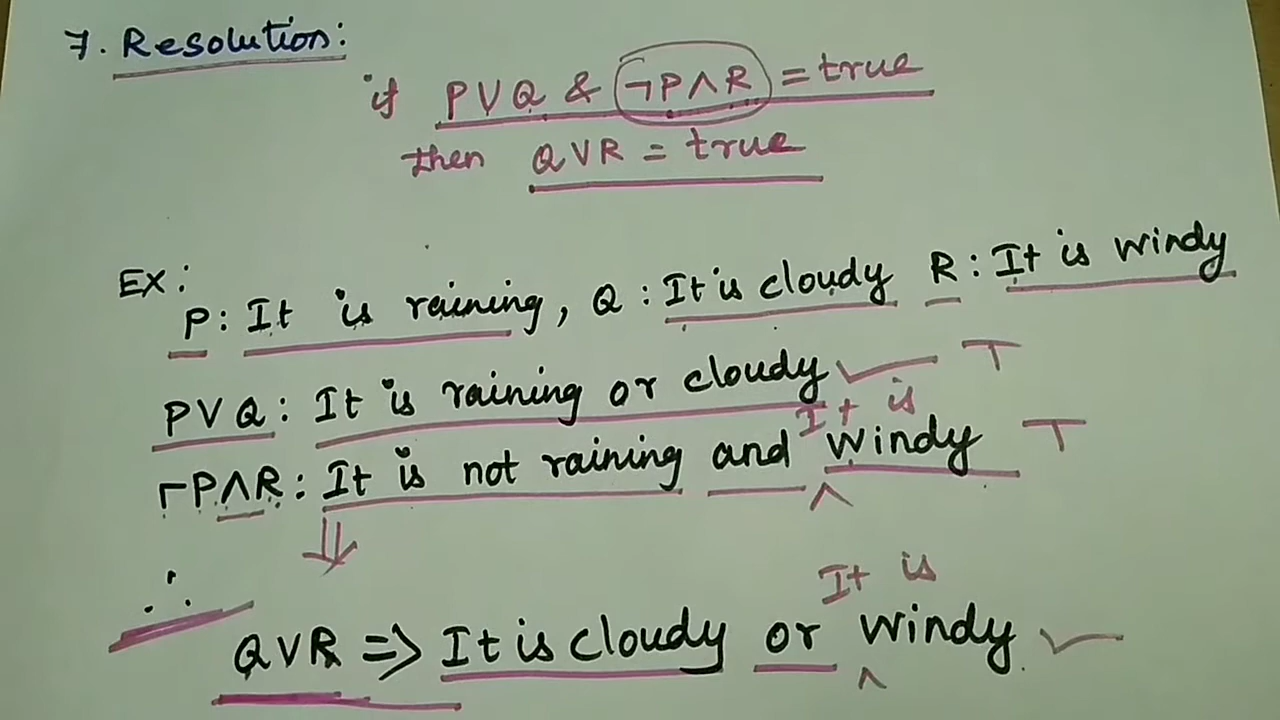 7. Resolution:
if P∨Q & ¬P∧R = true
then Q∨R = true
Ex:
P: It is raining, Q: It is cloudy R: It is windy
P∨Q: It is raining or cloudy ✓ T
¬P∧R: It is not raining and ^ It is windy T
⇓
∴
Q∨R => It is cloudy or ^ It is windy. ✓